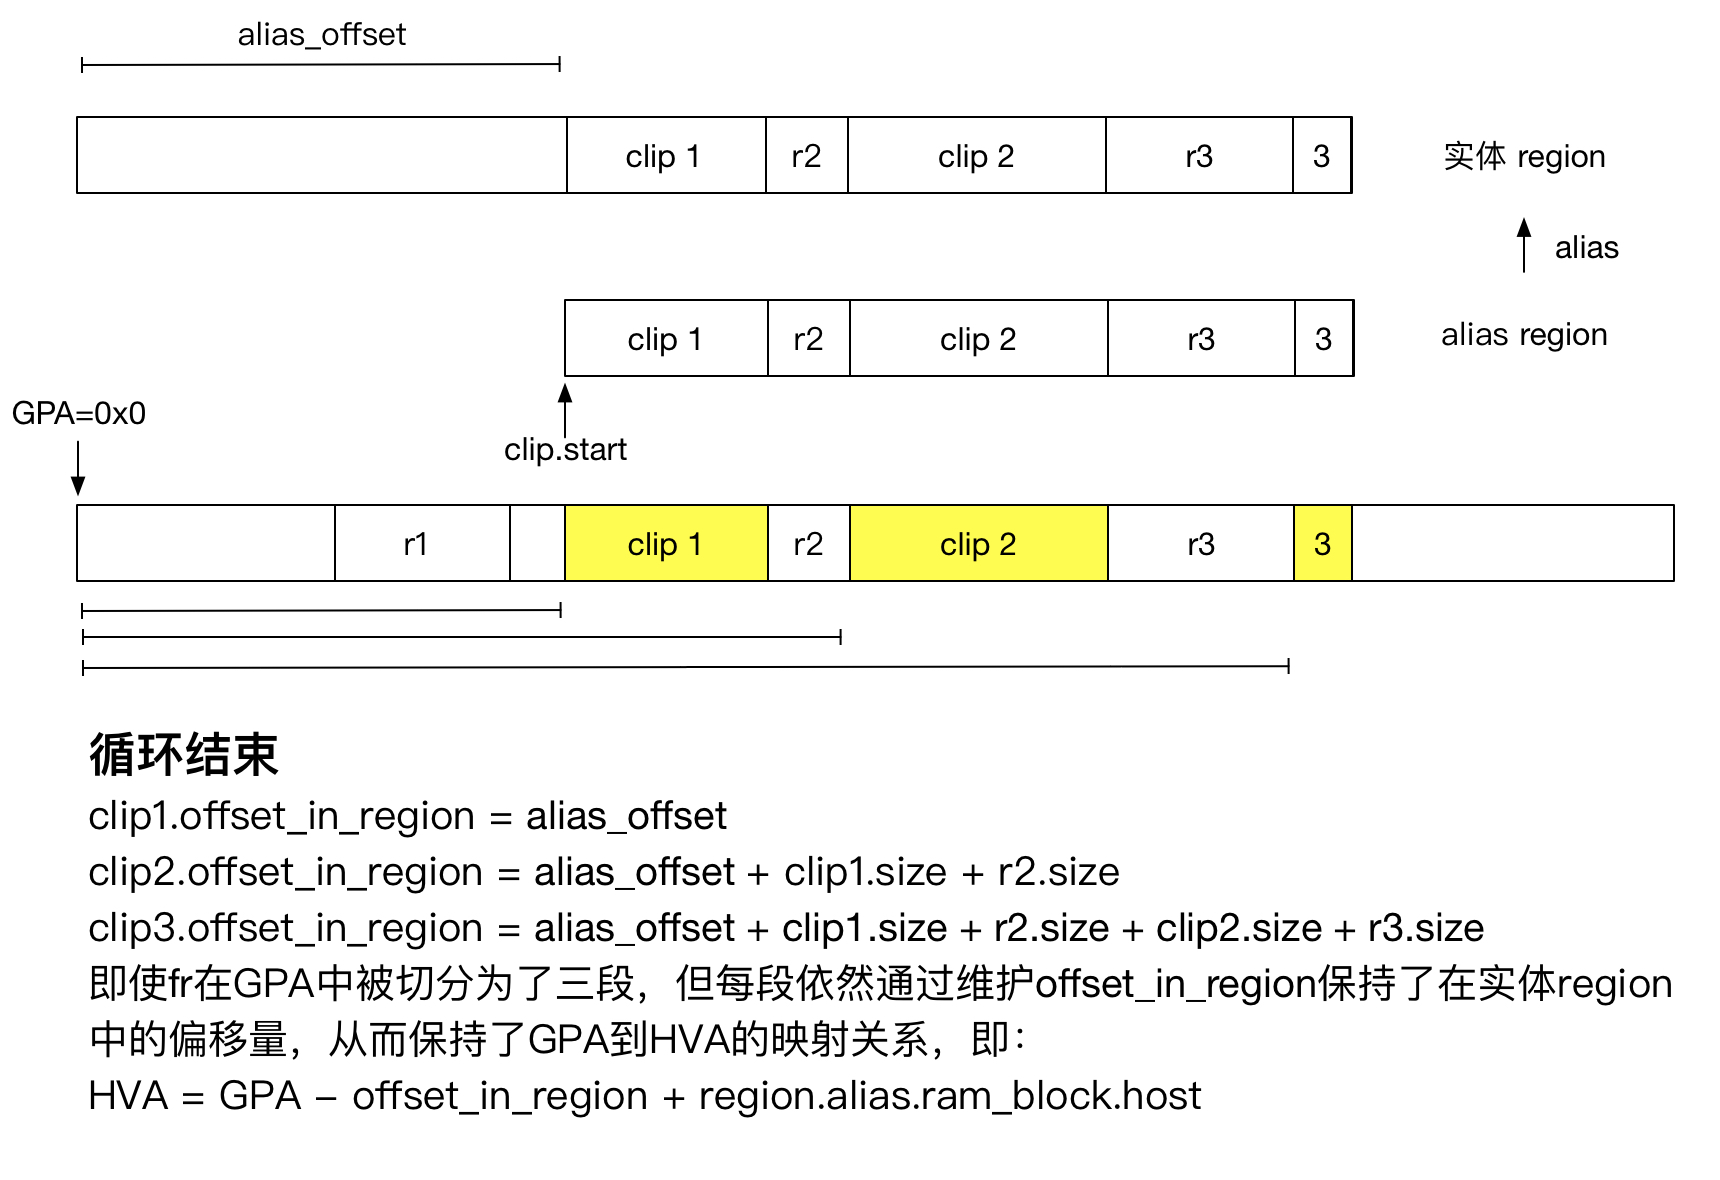 alias_offset
clip 1 r2 clip 2 r3 3 实体 region
alias
clip 1 r2 clip 2 r3 3 alias region
GPA=0x0
clip.start
r1 clip 1 r2 clip 2 r3 3
循环结束
clip1.offset_in_region = alias_offset
clip2.offset_in_region = alias_offset + clip1.size + r2.size
clip3.offset_in_region = alias_offset + clip1.size + r2.size + clip2.size + r3.size
即使fr在GPA中被切分为了三段，但每段依然通过维护offset_in_region保持了在实体region
中的偏移量，从而保持了GPA到HVA的映射关系，即：
HVA = GPA – offset_in_region + region.alias.ram_block.host